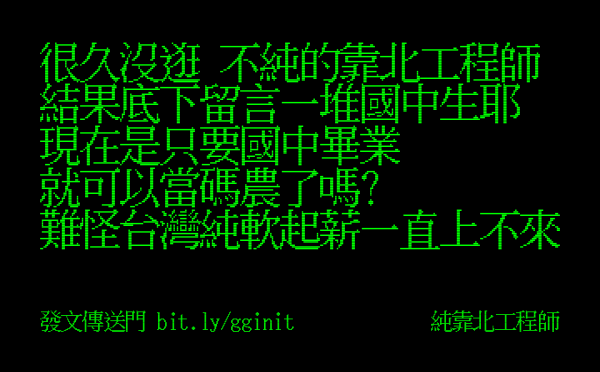 很久沒逛 不純的靠北工程師
結果底下留言一堆國中生耶
現在是只要國中畢業
就可以當碼農了嗎?
難怪台灣純軟起薪一直上不來
發文傳送門 bit.ly/gginit
純靠北工程師